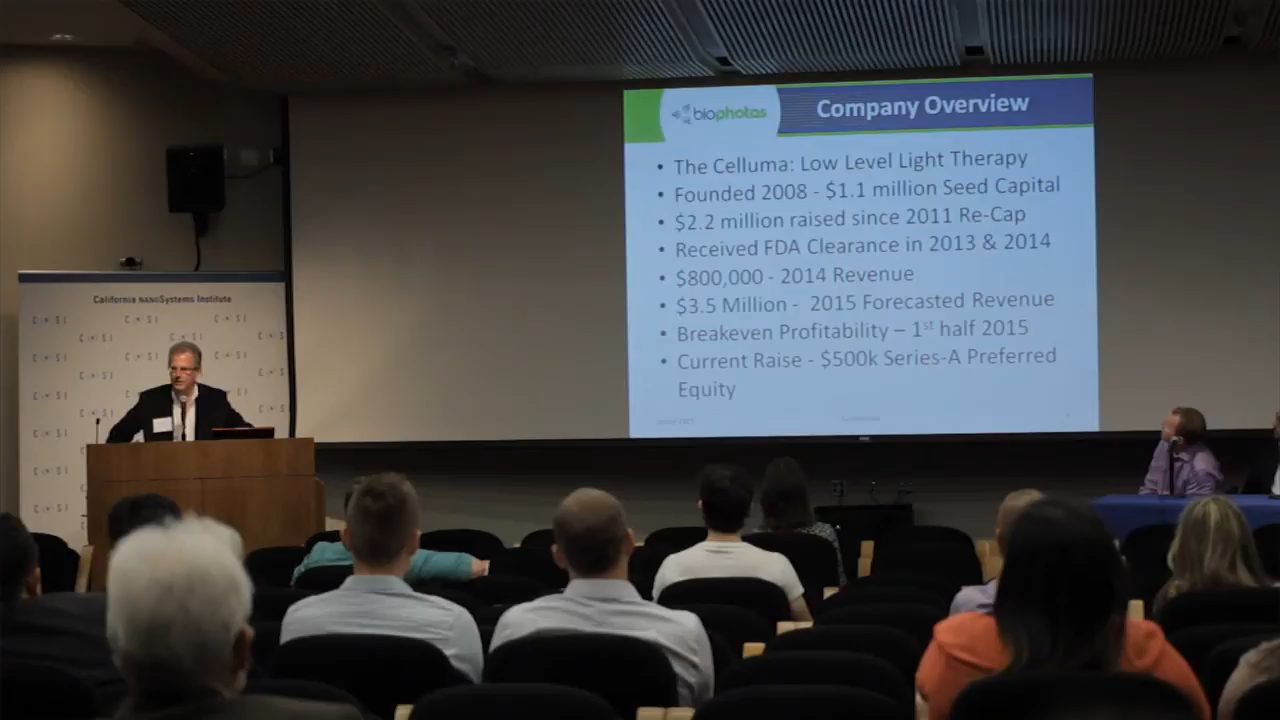 biophotas
Company Overview
• The Celluma: Low Level Light Therapy
• Founded 2008 - $1.1 million Seed Capital
• $2.2 million raised since 2011 Re-Cap
• Received FDA Clearance in 2013 & 2014
• $800,000 - 2014 Revenue
• $3.5 Million - 2015 Forecasted Revenue
• Breakeven Profitability – 1st half 2015
• Current Raise - $500k Series-A Preferred
Equity
California NANOSystems Institute